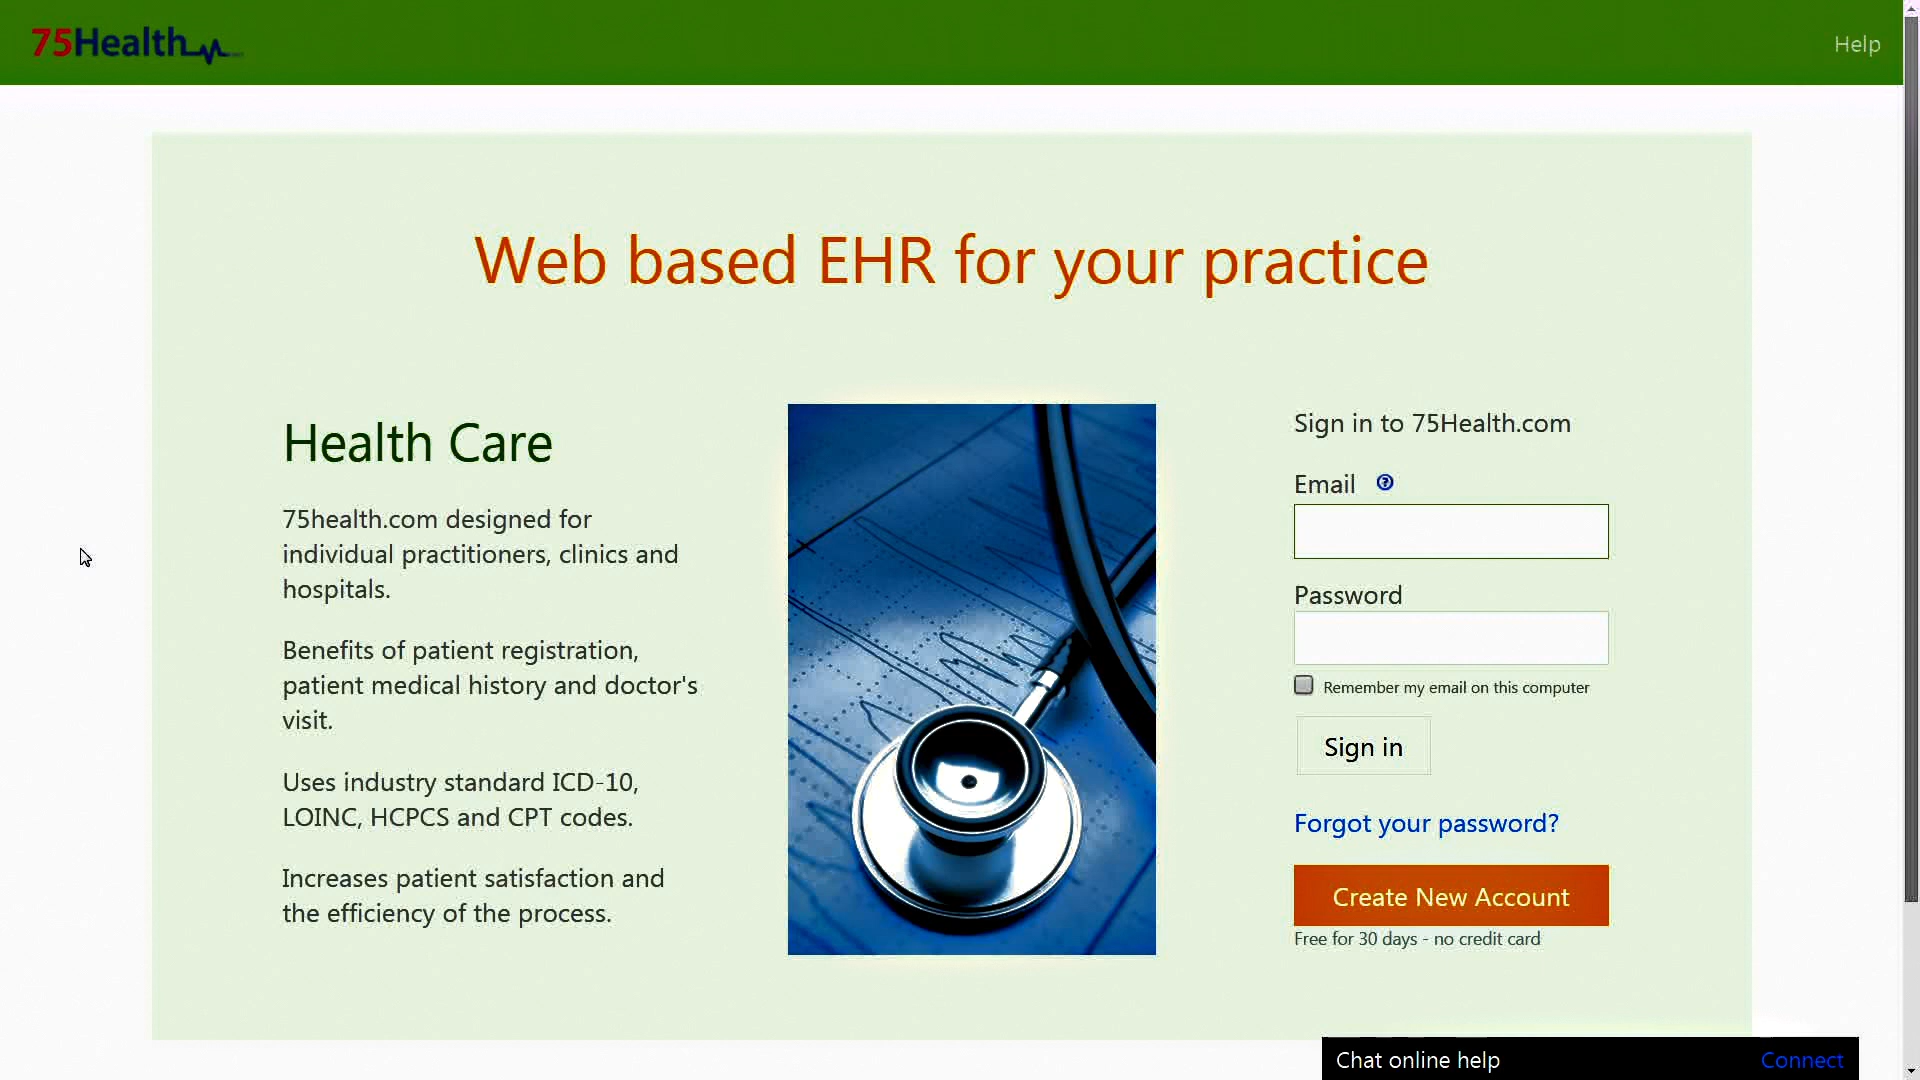 75Health
Help
Web based EHR for your practice
Health Care
75health.com designed for
individual practitioners, clinics and
hospitals.
Benefits of patient registration,
patient medical history and doctor's
visit.
Uses industry standard ICD-10,
LOINC, HCPCS and CPT codes.
Increases patient satisfaction and
the efficiency of the process.
Sign in to 75Health.com
Email
Password
Remember my email on this computer
Sign in
Forgot your password?
Create New Account
Free for 30 days - no credit card
Chat online help
Connect